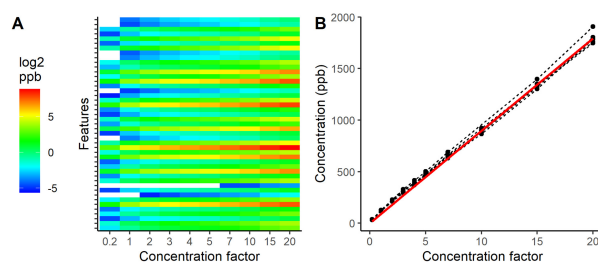 A
log2
ppb
5
0
-5
Features
0.2 1 2 3 4 5 7 10 15 20
Concentration factor
B
Concentration (ppb)
2000
1500
1000
500
0
0 5 10 15 20
Concentration factor